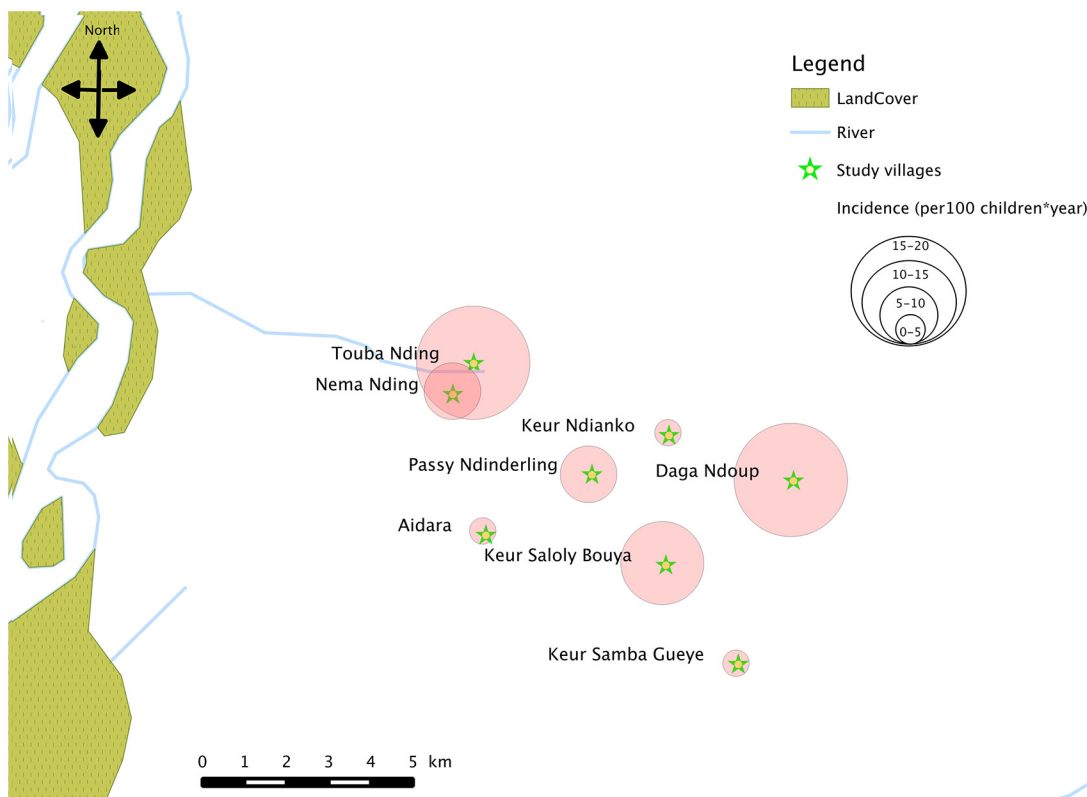 North
Legend
LandCover
River
Study villages
Incidence (per100 children*year)
15-20
10-15
5-10
0-5
Touba Nding
Nema Nding
Keur Ndianko
Passy Ndinderling
Daga Ndoup
Aidara
Keur Saloly Bouya
Keur Samba Gueye
0 1 2 3 4 5 km